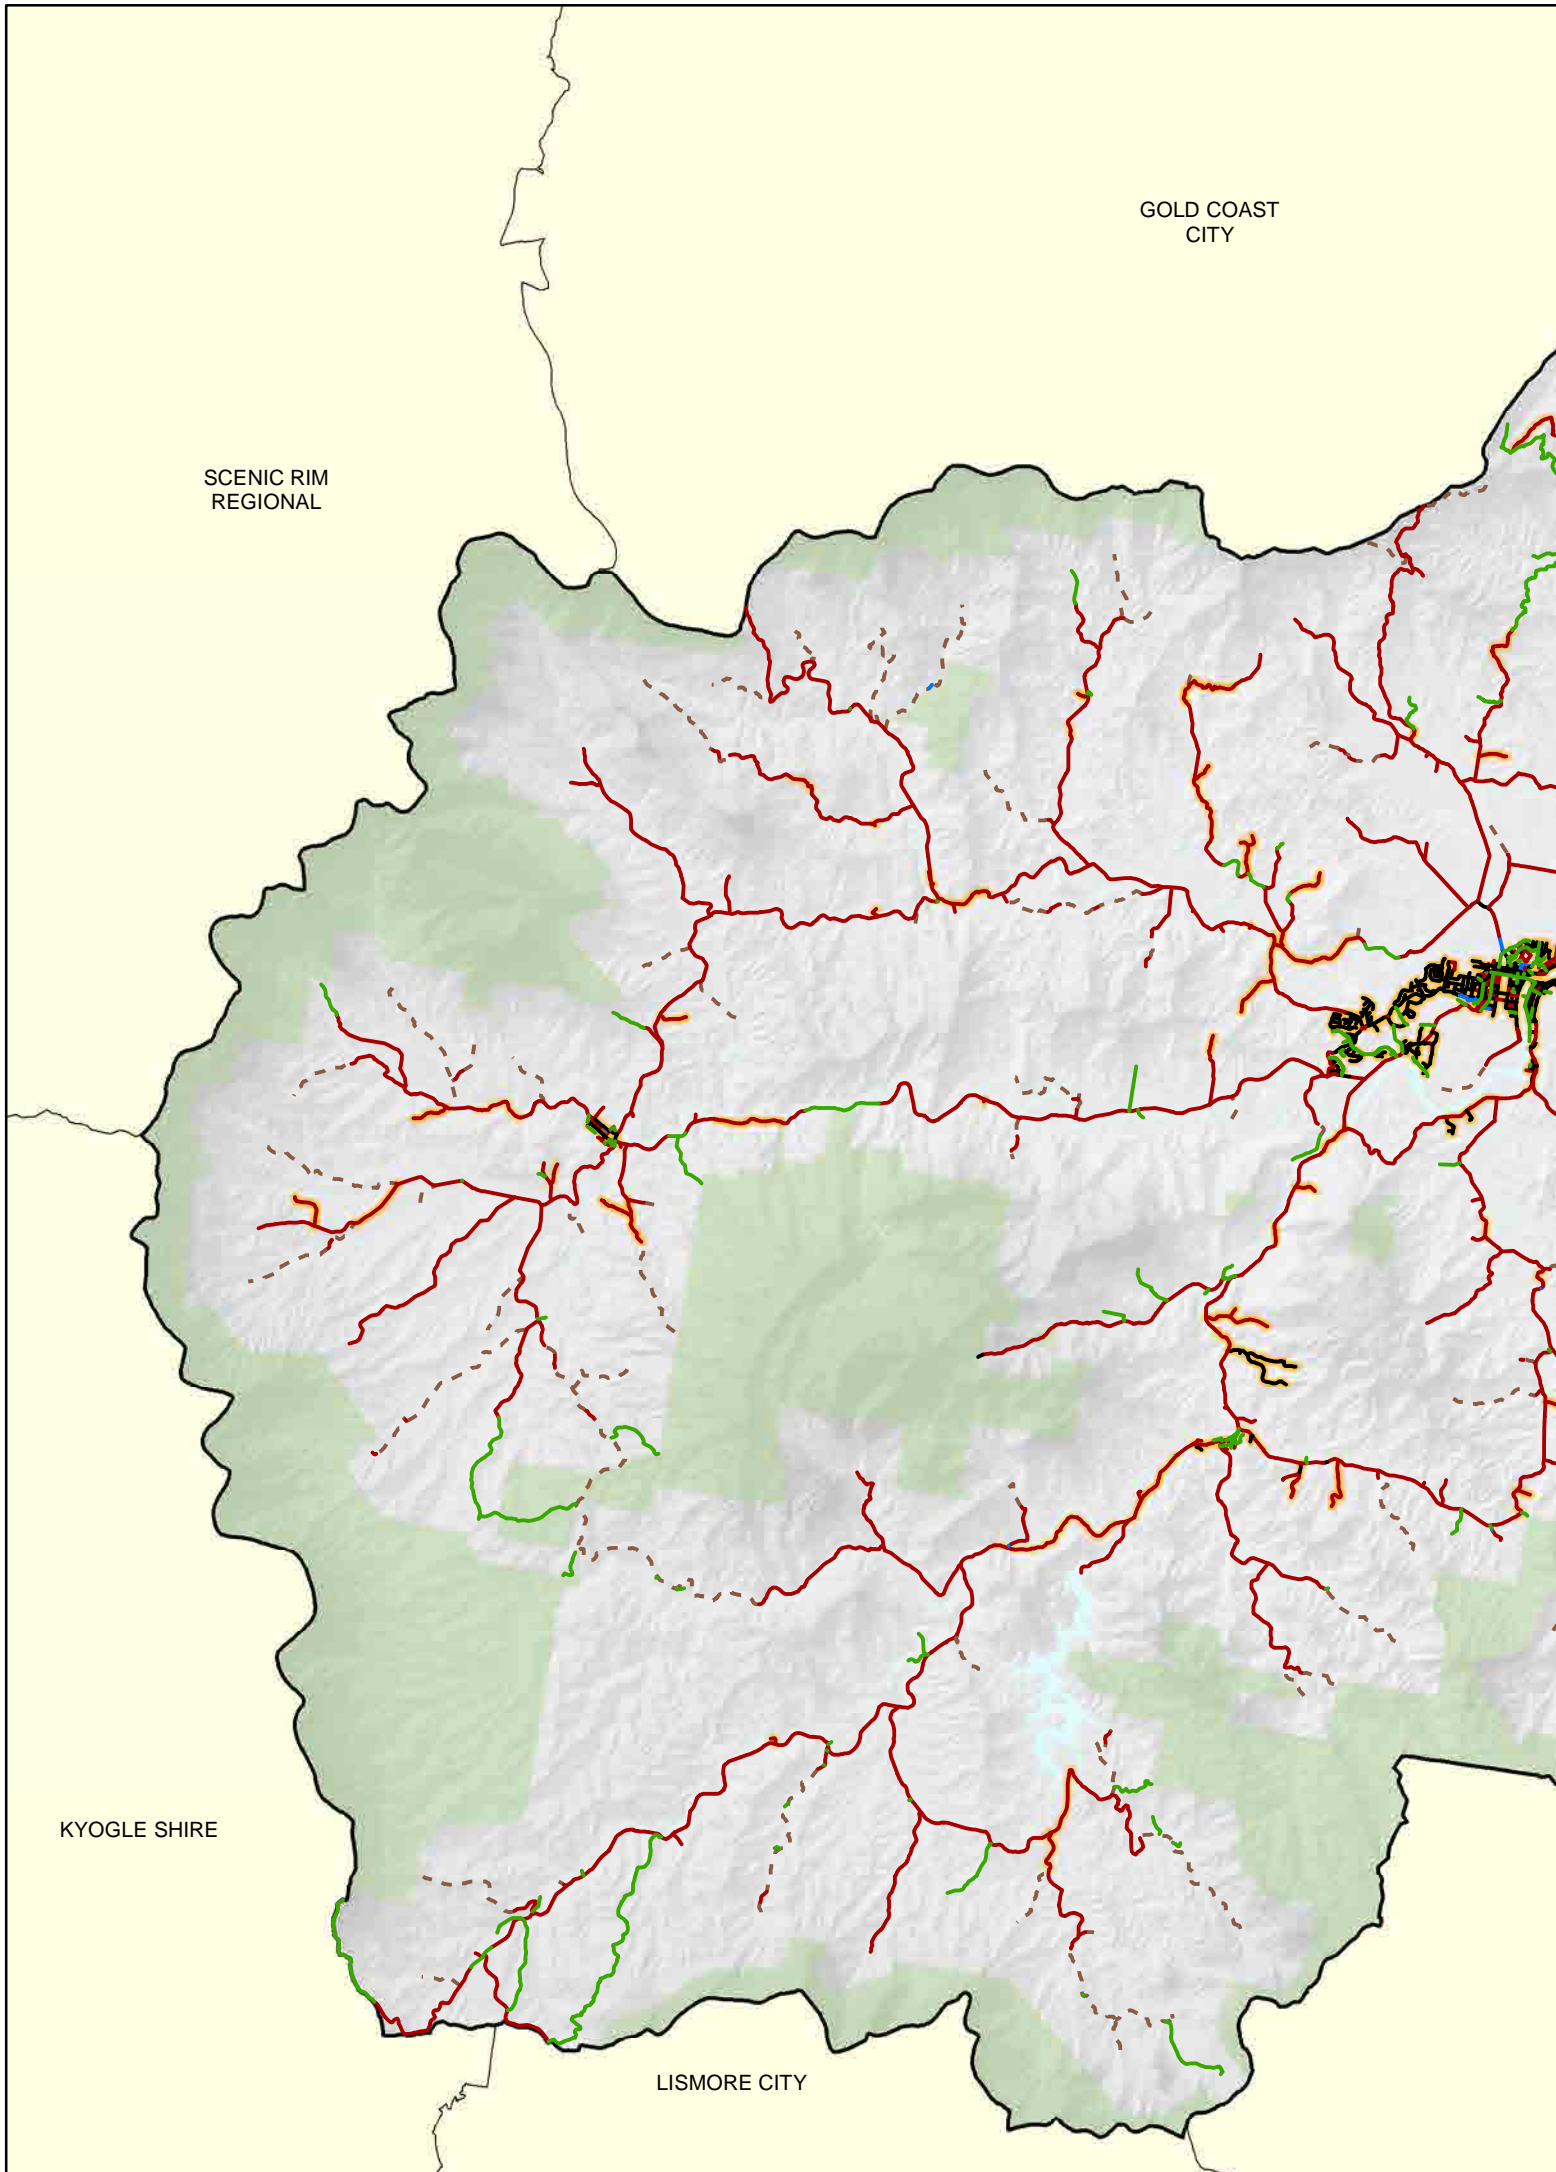 GOLD COAST
CITY
SCENIC RIM
REGIONAL
KYOGLE SHIRE
LISMORE CITY